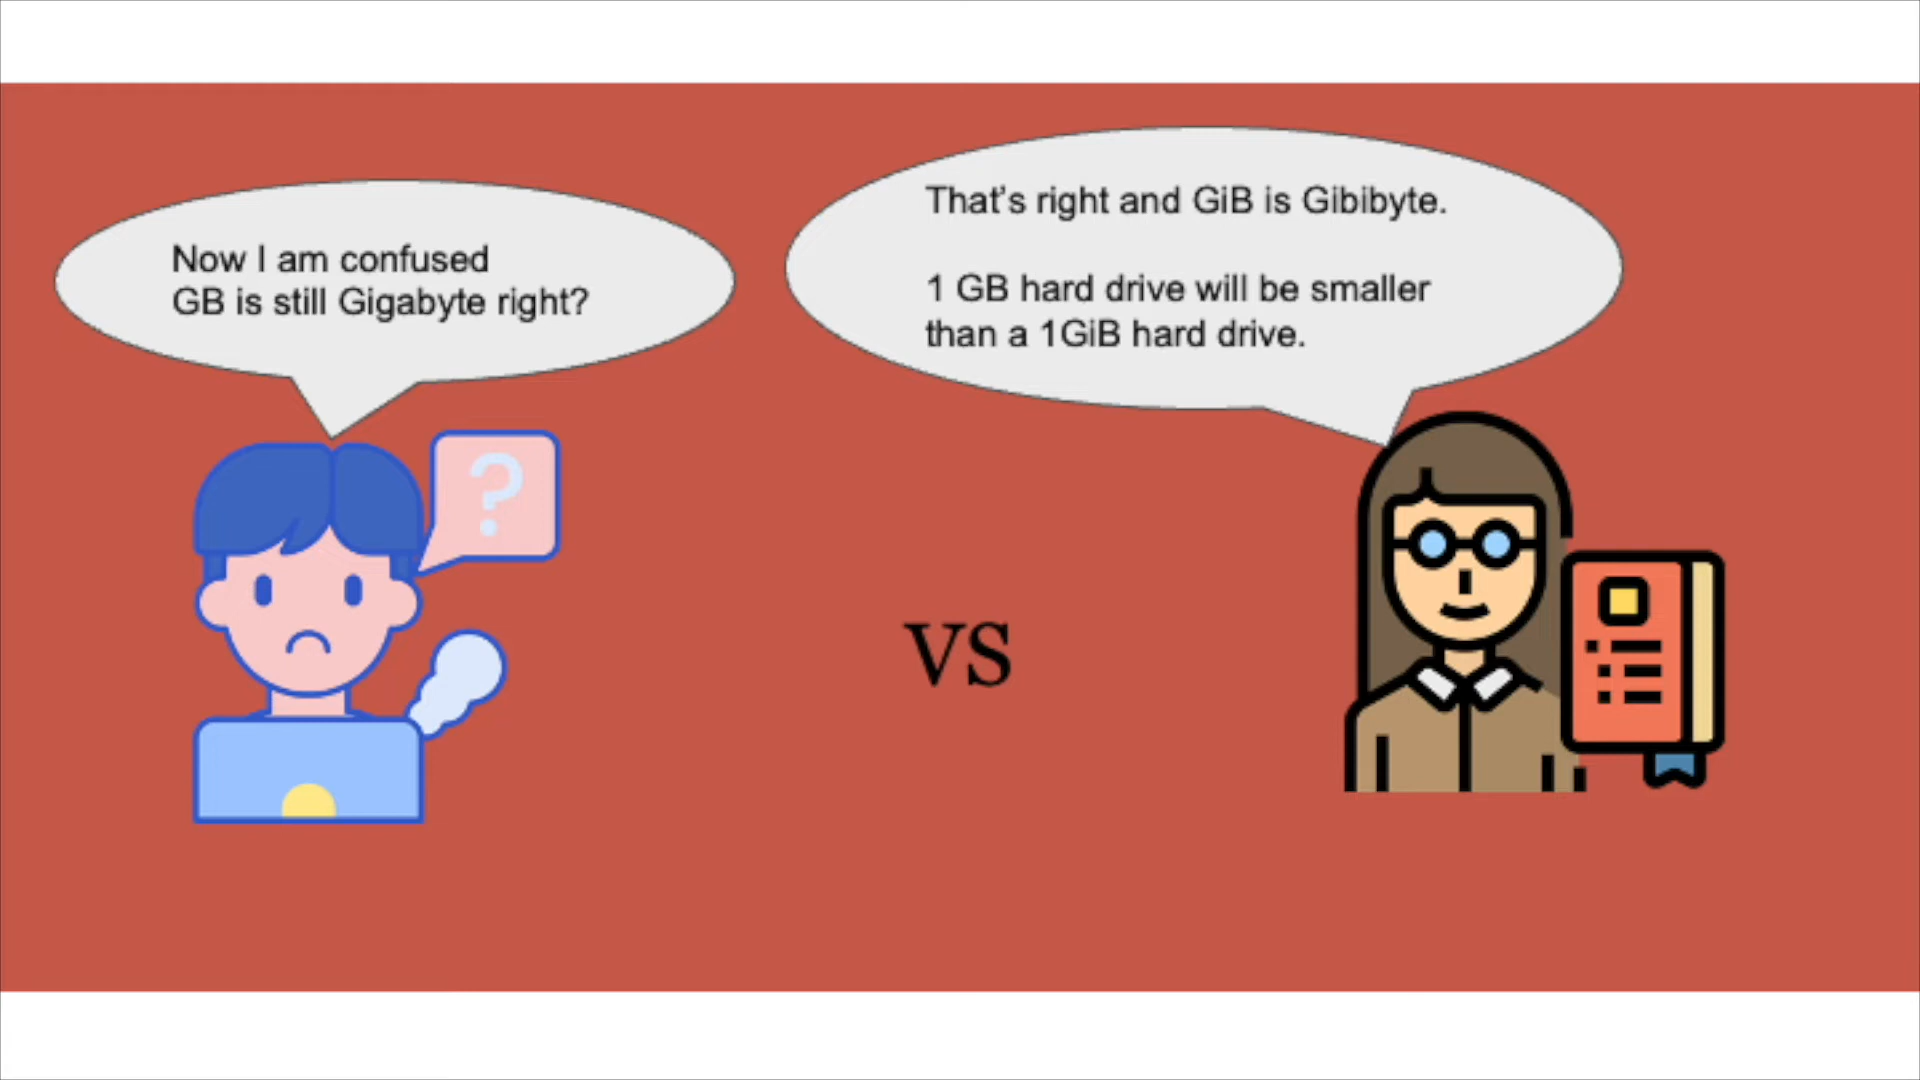 Now I am confused
GB is still Gigabyte right?
That's right and GiB is Gibibyte.
1 GB hard drive will be smaller
than a 1GiB hard drive.
?
VS